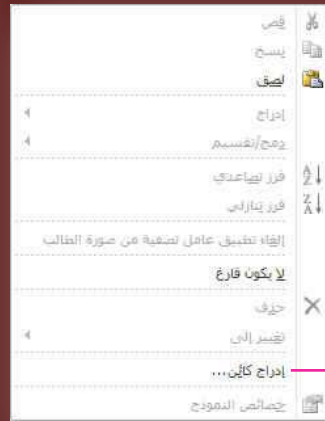 قص
نسخ
لصق
إدراج
دمج/تقسيم
فرز تصاعدي
فرز تنازلي
إلغاء تطبيق عامل تصفية من صورة الطالب
لا يكون فارغ
حذف
تغيير إلى
إدراج كائن...
خصائص النموذج